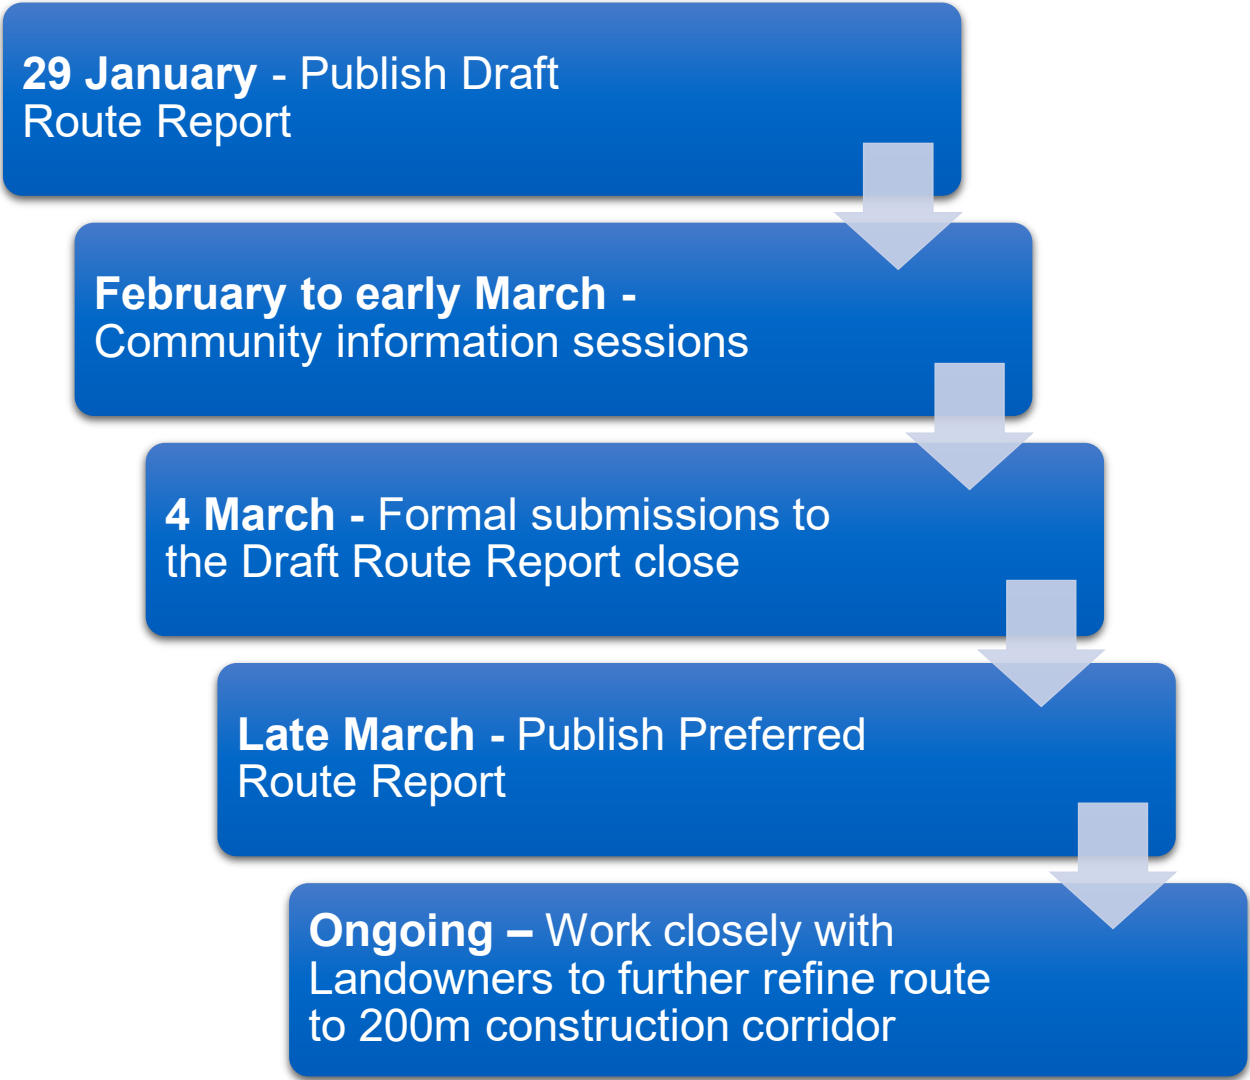 29 January - Publish Draft
Route Report
February to early March -
Community information sessions
4 March - Formal submissions to
the Draft Route Report close
Late March - Publish Preferred
Route Report
Ongoing – Work closely with
Landowners to further refine route
to 200m construction corridor